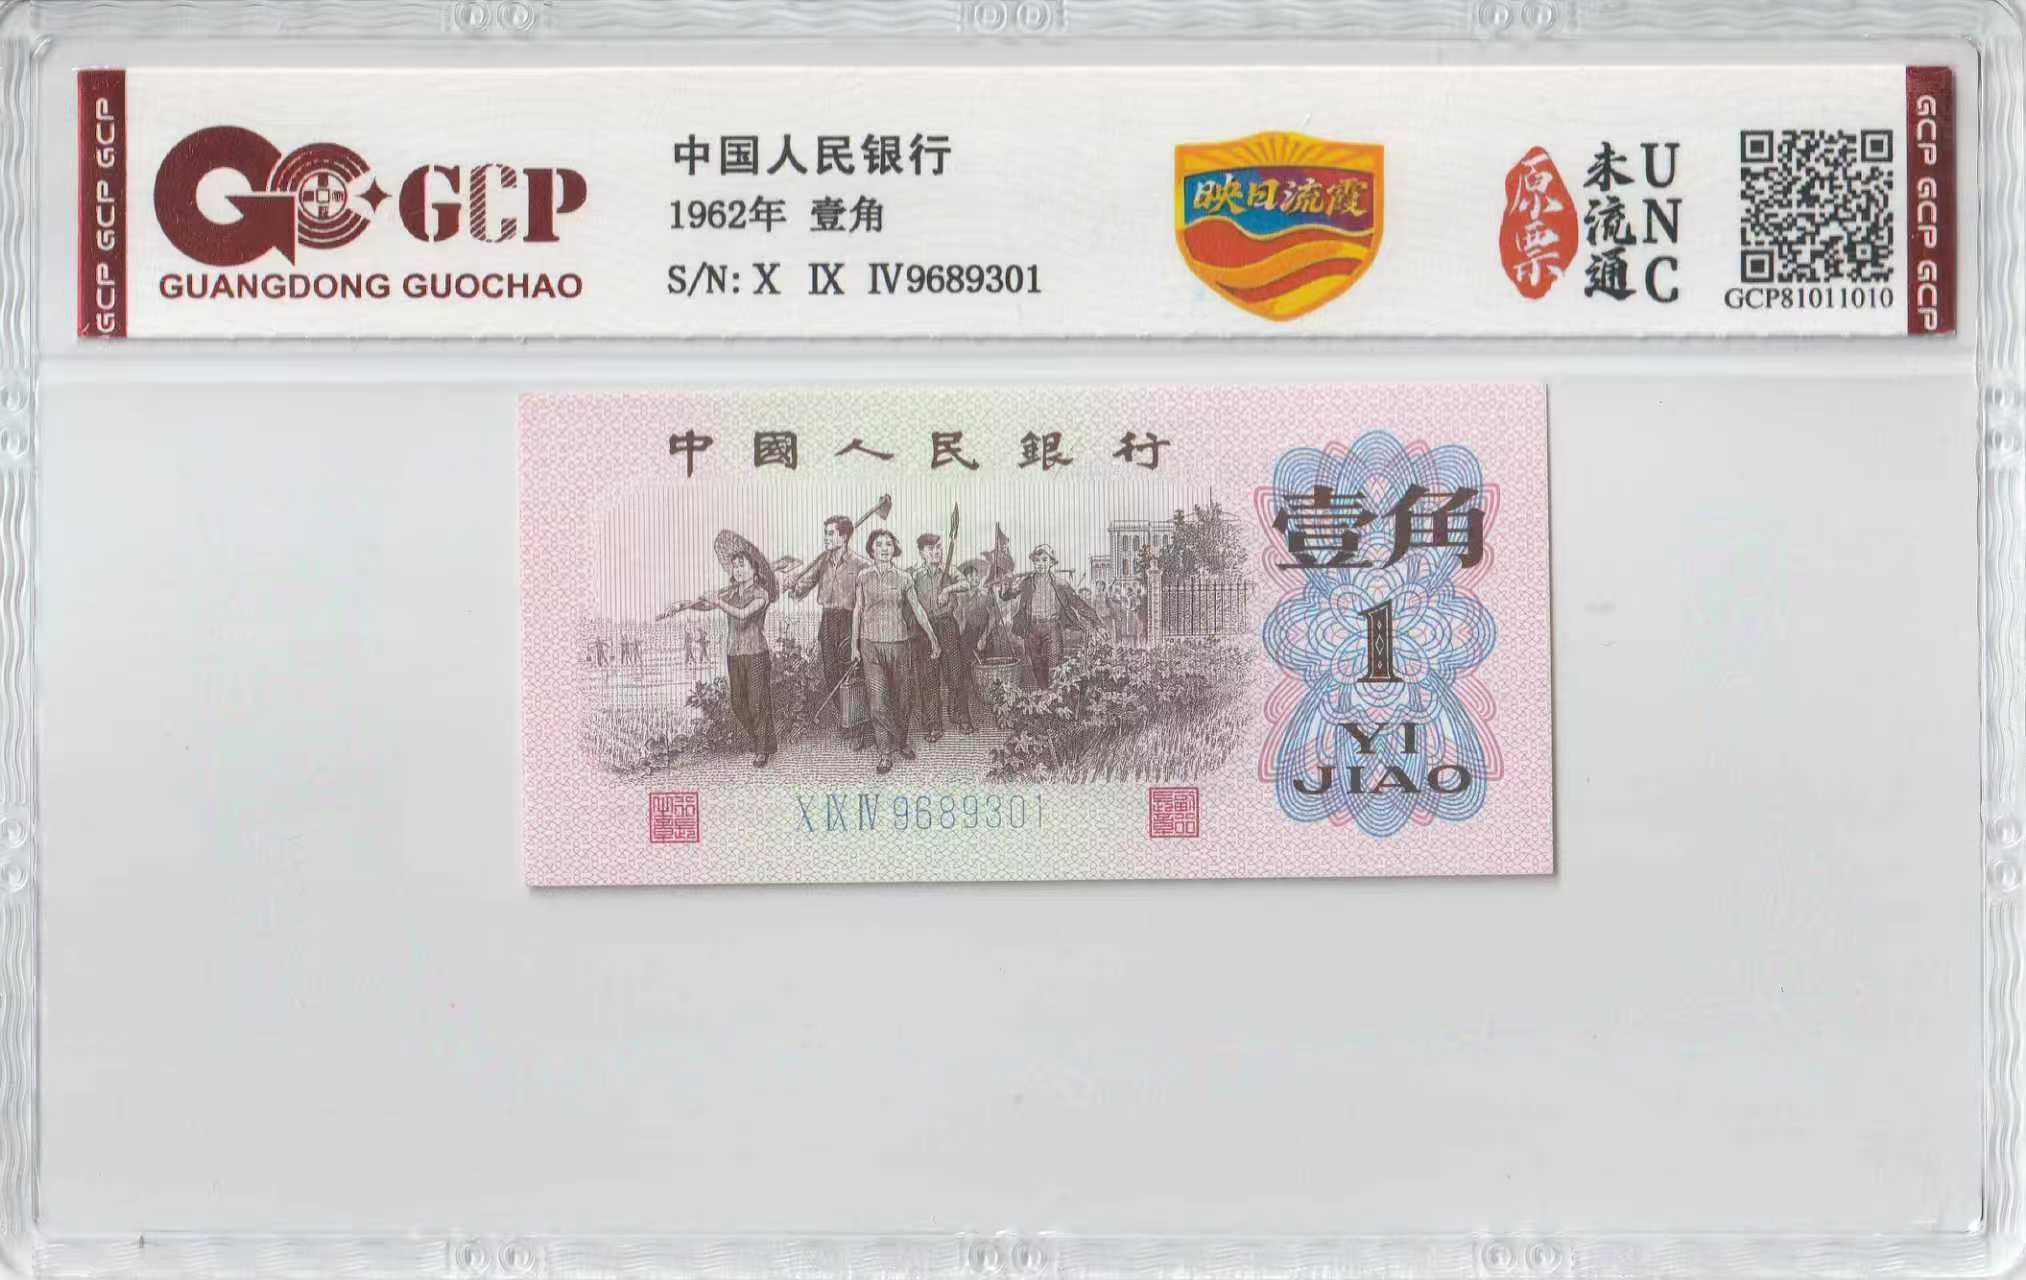 GCP GCP GCP
GCP
GUANGDONG GUOCHAO
中国人民银行
1962年 壹角
S/N: X IX IV9689301
映日流霞
原票
未流通
UNC
GCP81011010
GCP GCP GCP
中國人民銀行
壹角
1
YI
JIAO
X IX IV 9689301